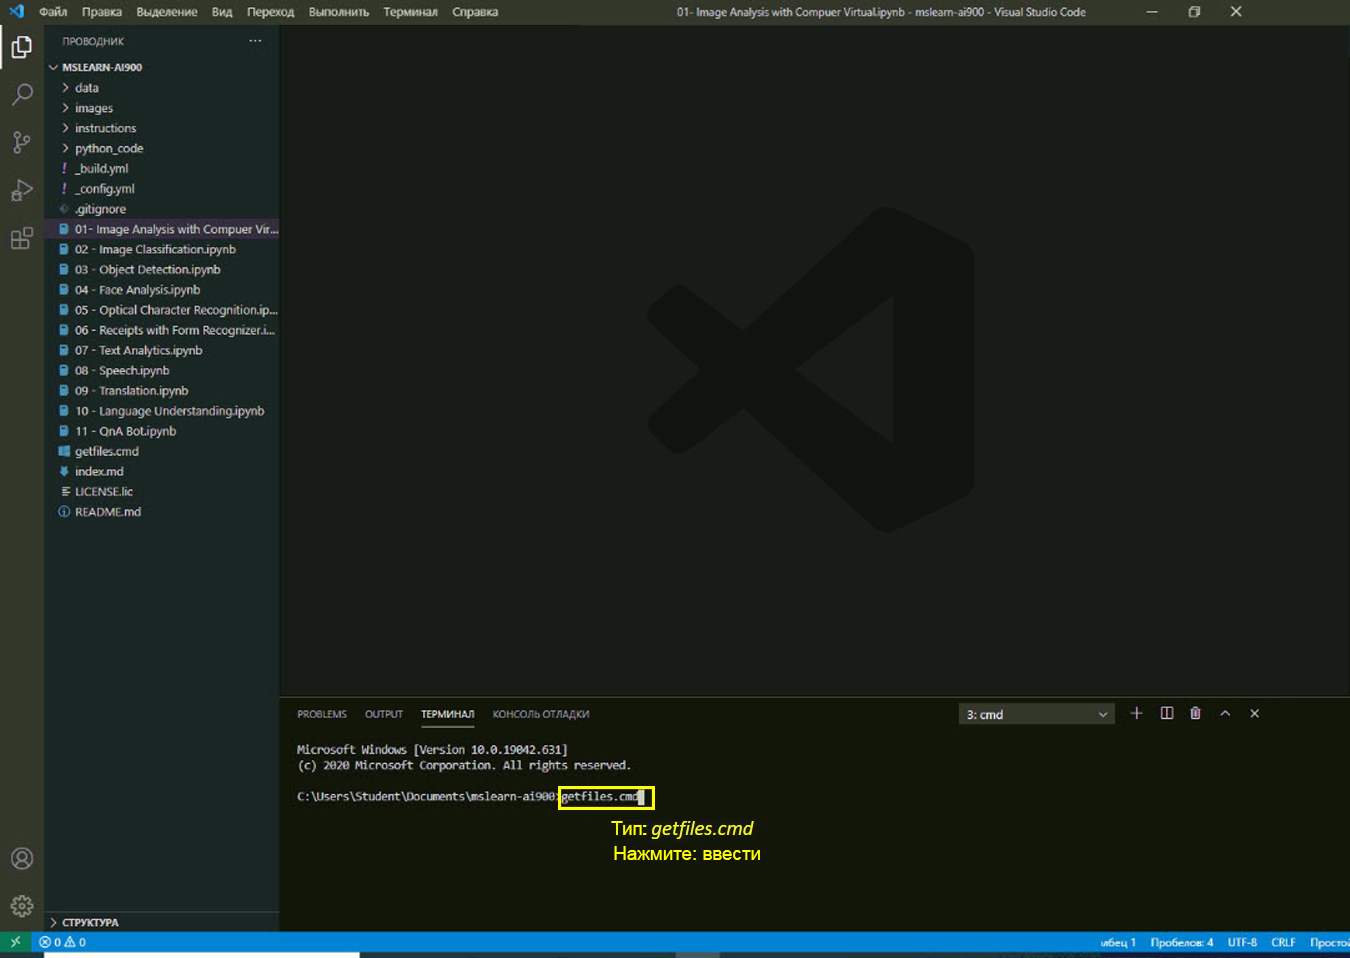 Файл Правка Выделение Вид Переход Выполнить Терминал Справка 01- Image Analysis with Compuer Virtual.ipynb - mslearn-ai900 - Visual Studio Code
ПРОВОДНИК
MSLEARN-AI900
data
images
instructions
python_code
_build.yml
_config.yml
.gitignore
01- Image Analysis with Compuer Vir...
02 - Image Classification.ipynb
03 - Object Detection.ipynb
04 - Face Analysis.ipynb
05 - Optical Character Recognition.ip...
06 - Receipts with Form Recognizer.i...
07 - Text Analytics.ipynb
08 - Speech.ipynb
09 - Translation.ipynb
10 - Language Understanding.ipynb
11 - QnA Bot.ipynb
getfiles.cmd
index.md
LICENSE.lic
README.md
PROBLEMS OUTPUT ТЕРМИНАЛ КОНСОЛЬ ОТЛАДКИ 3: cmd
Microsoft Windows [Version 10.0.19042.631]
(c) 2020 Microsoft Corporation. All rights reserved.
C:\Users\Student\Documents\mslearn-ai900>getfiles.cmd
Тип: getfiles.cmd
Нажмите: ввести
СТРУКТУРА
0 0 1 Пробелов: 4 UTF-8 CRLF